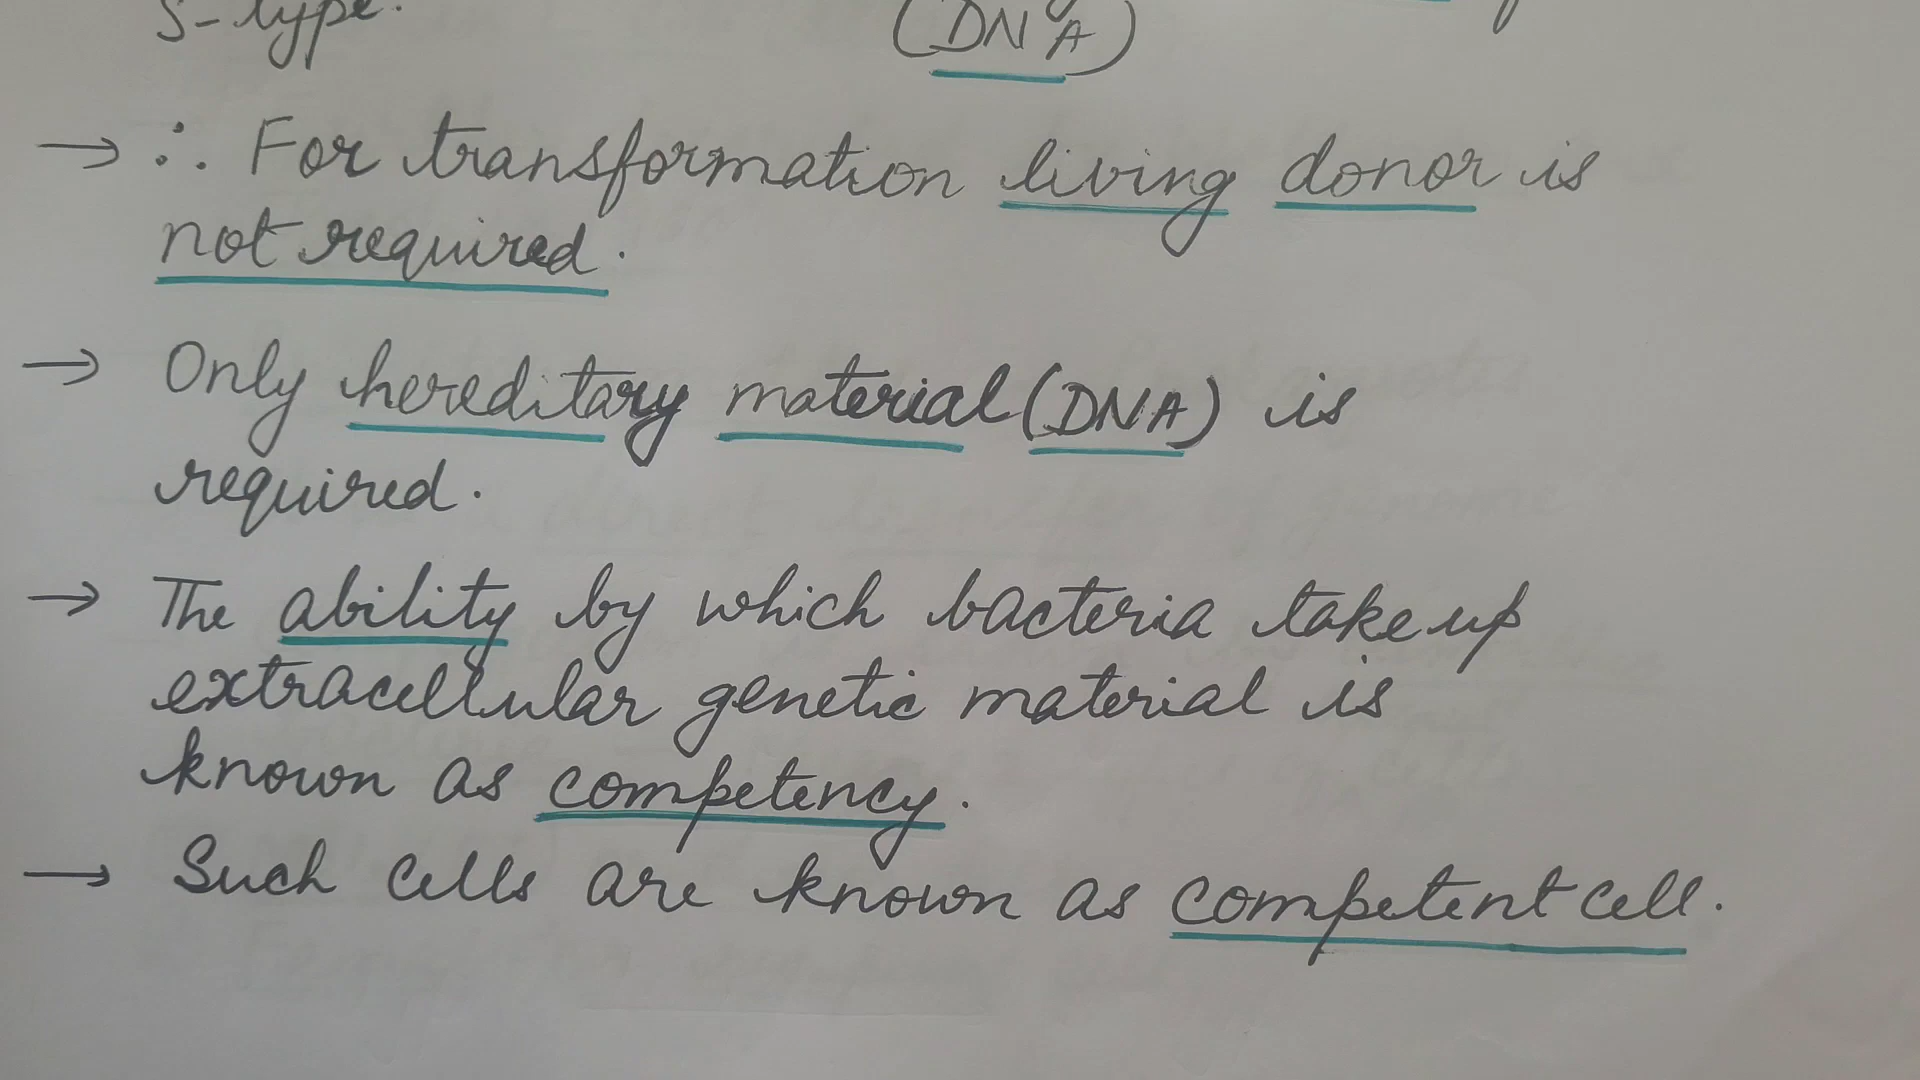 S-type.
(DNA)
→ ∴ For transformation living donor is
not required.
→ Only hereditary material (DNA) is
required.
→ The ability by which bacteria take up
extracellular genetic material is
known as competency.
→ Such cells are known as competent cell.